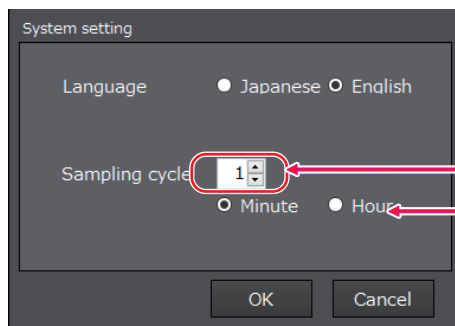 System setting
Language Japanese English
Sampling cycle 1
Minute Hour
OK Cancel